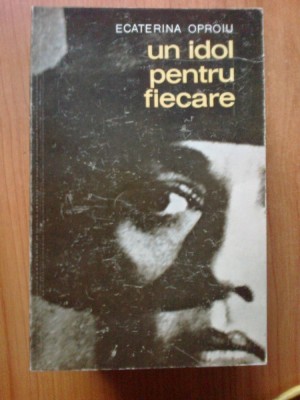 ECATERINA OPROIU
un idol
pentru
fiecare